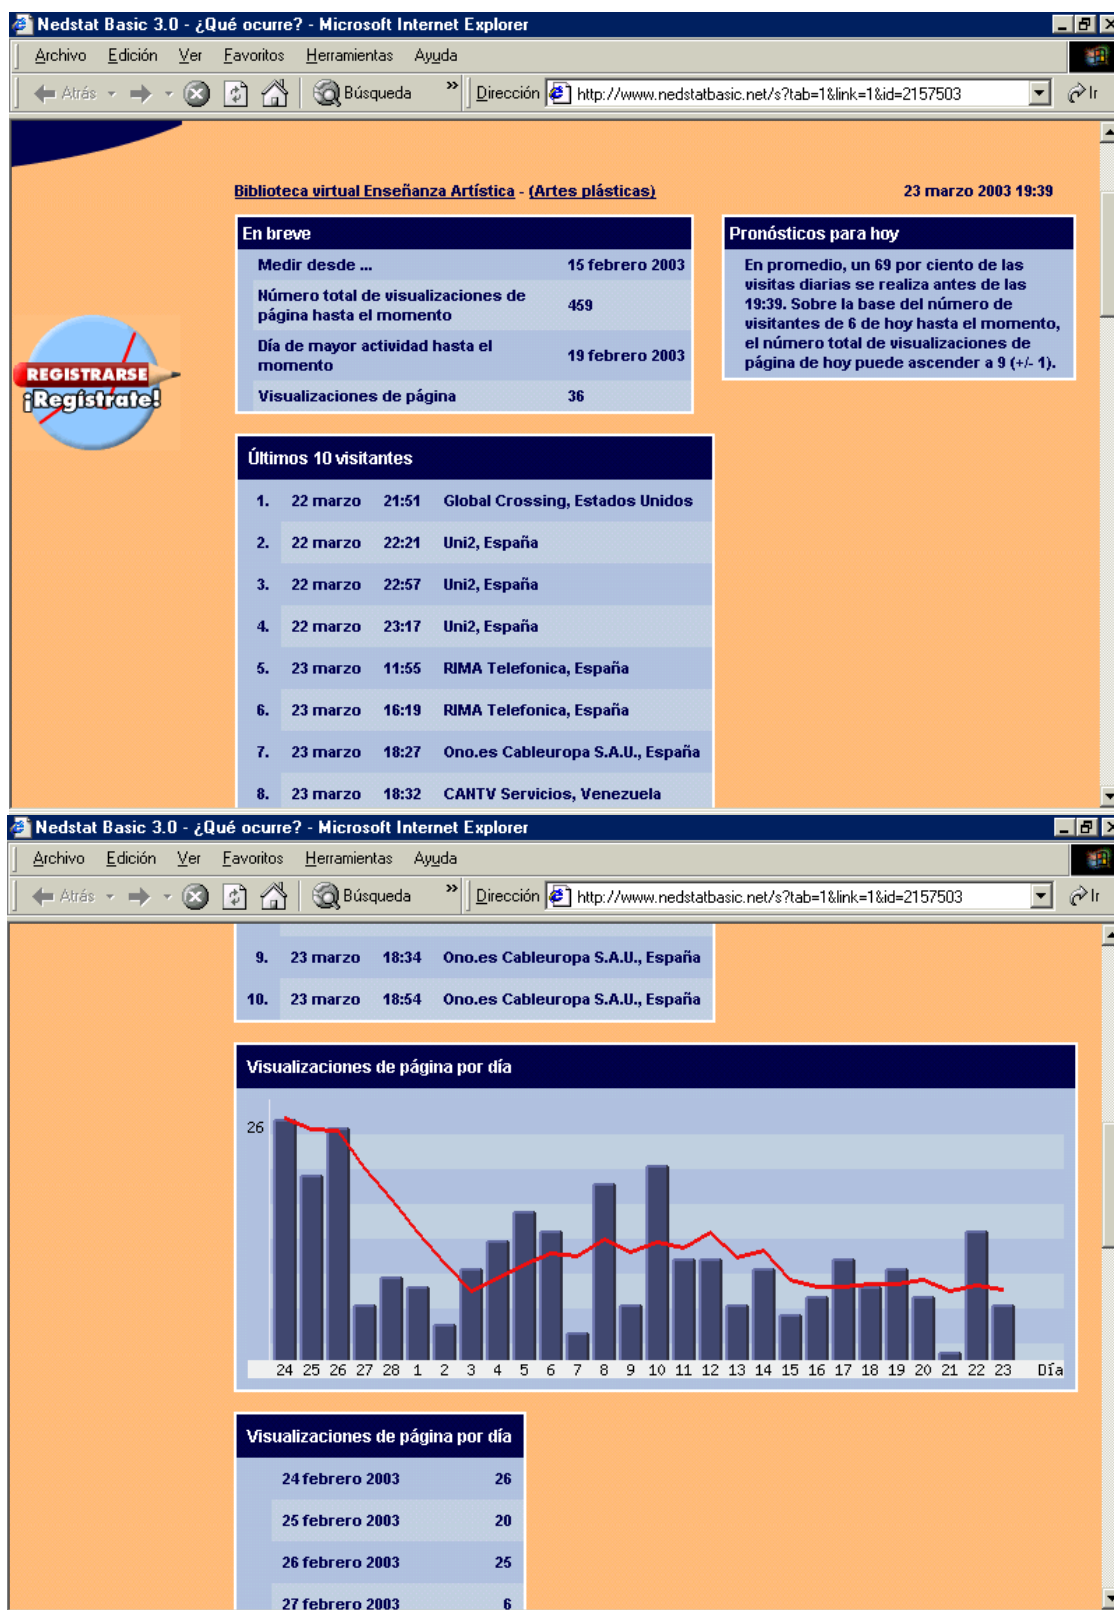 Nedstat Basic 3.0 - ¿Qué ocurre? - Microsoft Internet Explorer
Archivo Edición Ver Favoritos Herramientas Ayuda
Atrás Búsqueda » Dirección http://www.nedstatbasic.net/s?tab=1&link=1&id=2157503 Ir
Biblioteca virtual Enseñanza Artística - (Artes plásticas) 23 marzo 2003 19:39
En breve
Medir desde ... 15 febrero 2003
Número total de visualizaciones de
página hasta el momento 459
Día de mayor actividad hasta el
momento 19 febrero 2003
Visualizaciones de página 36
Pronósticos para hoy
En promedio, un 69 por ciento de las
visitas diarias se realiza antes de las
19:39. Sobre la base del número de
visitantes de 6 de hoy hasta el momento,
el número total de visualizaciones de
página de hoy puede ascender a 9 (+/- 1).
REGISTRARSE
¡Regístrate!
Últimos 10 visitantes
1. 22 marzo 21:51 Global Crossing, Estados Unidos
2. 22 marzo 22:21 Uni2, España
3. 22 marzo 22:57 Uni2, España
4. 22 marzo 23:17 Uni2, España
5. 23 marzo 11:55 RIMA Telefonica, España
6. 23 marzo 16:19 RIMA Telefonica, España
7. 23 marzo 18:27 Ono.es Cableuropa S.A.U., España
8. 23 marzo 18:32 CANTV Servicios, Venezuela
Nedstat Basic 3.0 - ¿Qué ocurre? - Microsoft Internet Explorer
Archivo Edición Ver Favoritos Herramientas Ayuda
Atrás Búsqueda » Dirección http://www.nedstatbasic.net/s?tab=1&link=1&id=2157503 Ir
9. 23 marzo 18:34 Ono.es Cableuropa S.A.U., España
10. 23 marzo 18:54 Ono.es Cableuropa S.A.U., España
Visualizaciones de página por día
26
24 25 26 27 28 1 2 3 4 5 6 7 8 9 10 11 12 13 14 15 16 17 18 19 20 21 22 23 Día
Visualizaciones de página por día
24 febrero 2003 26
25 febrero 2003 20
26 febrero 2003 25
27 febrero 2003 6